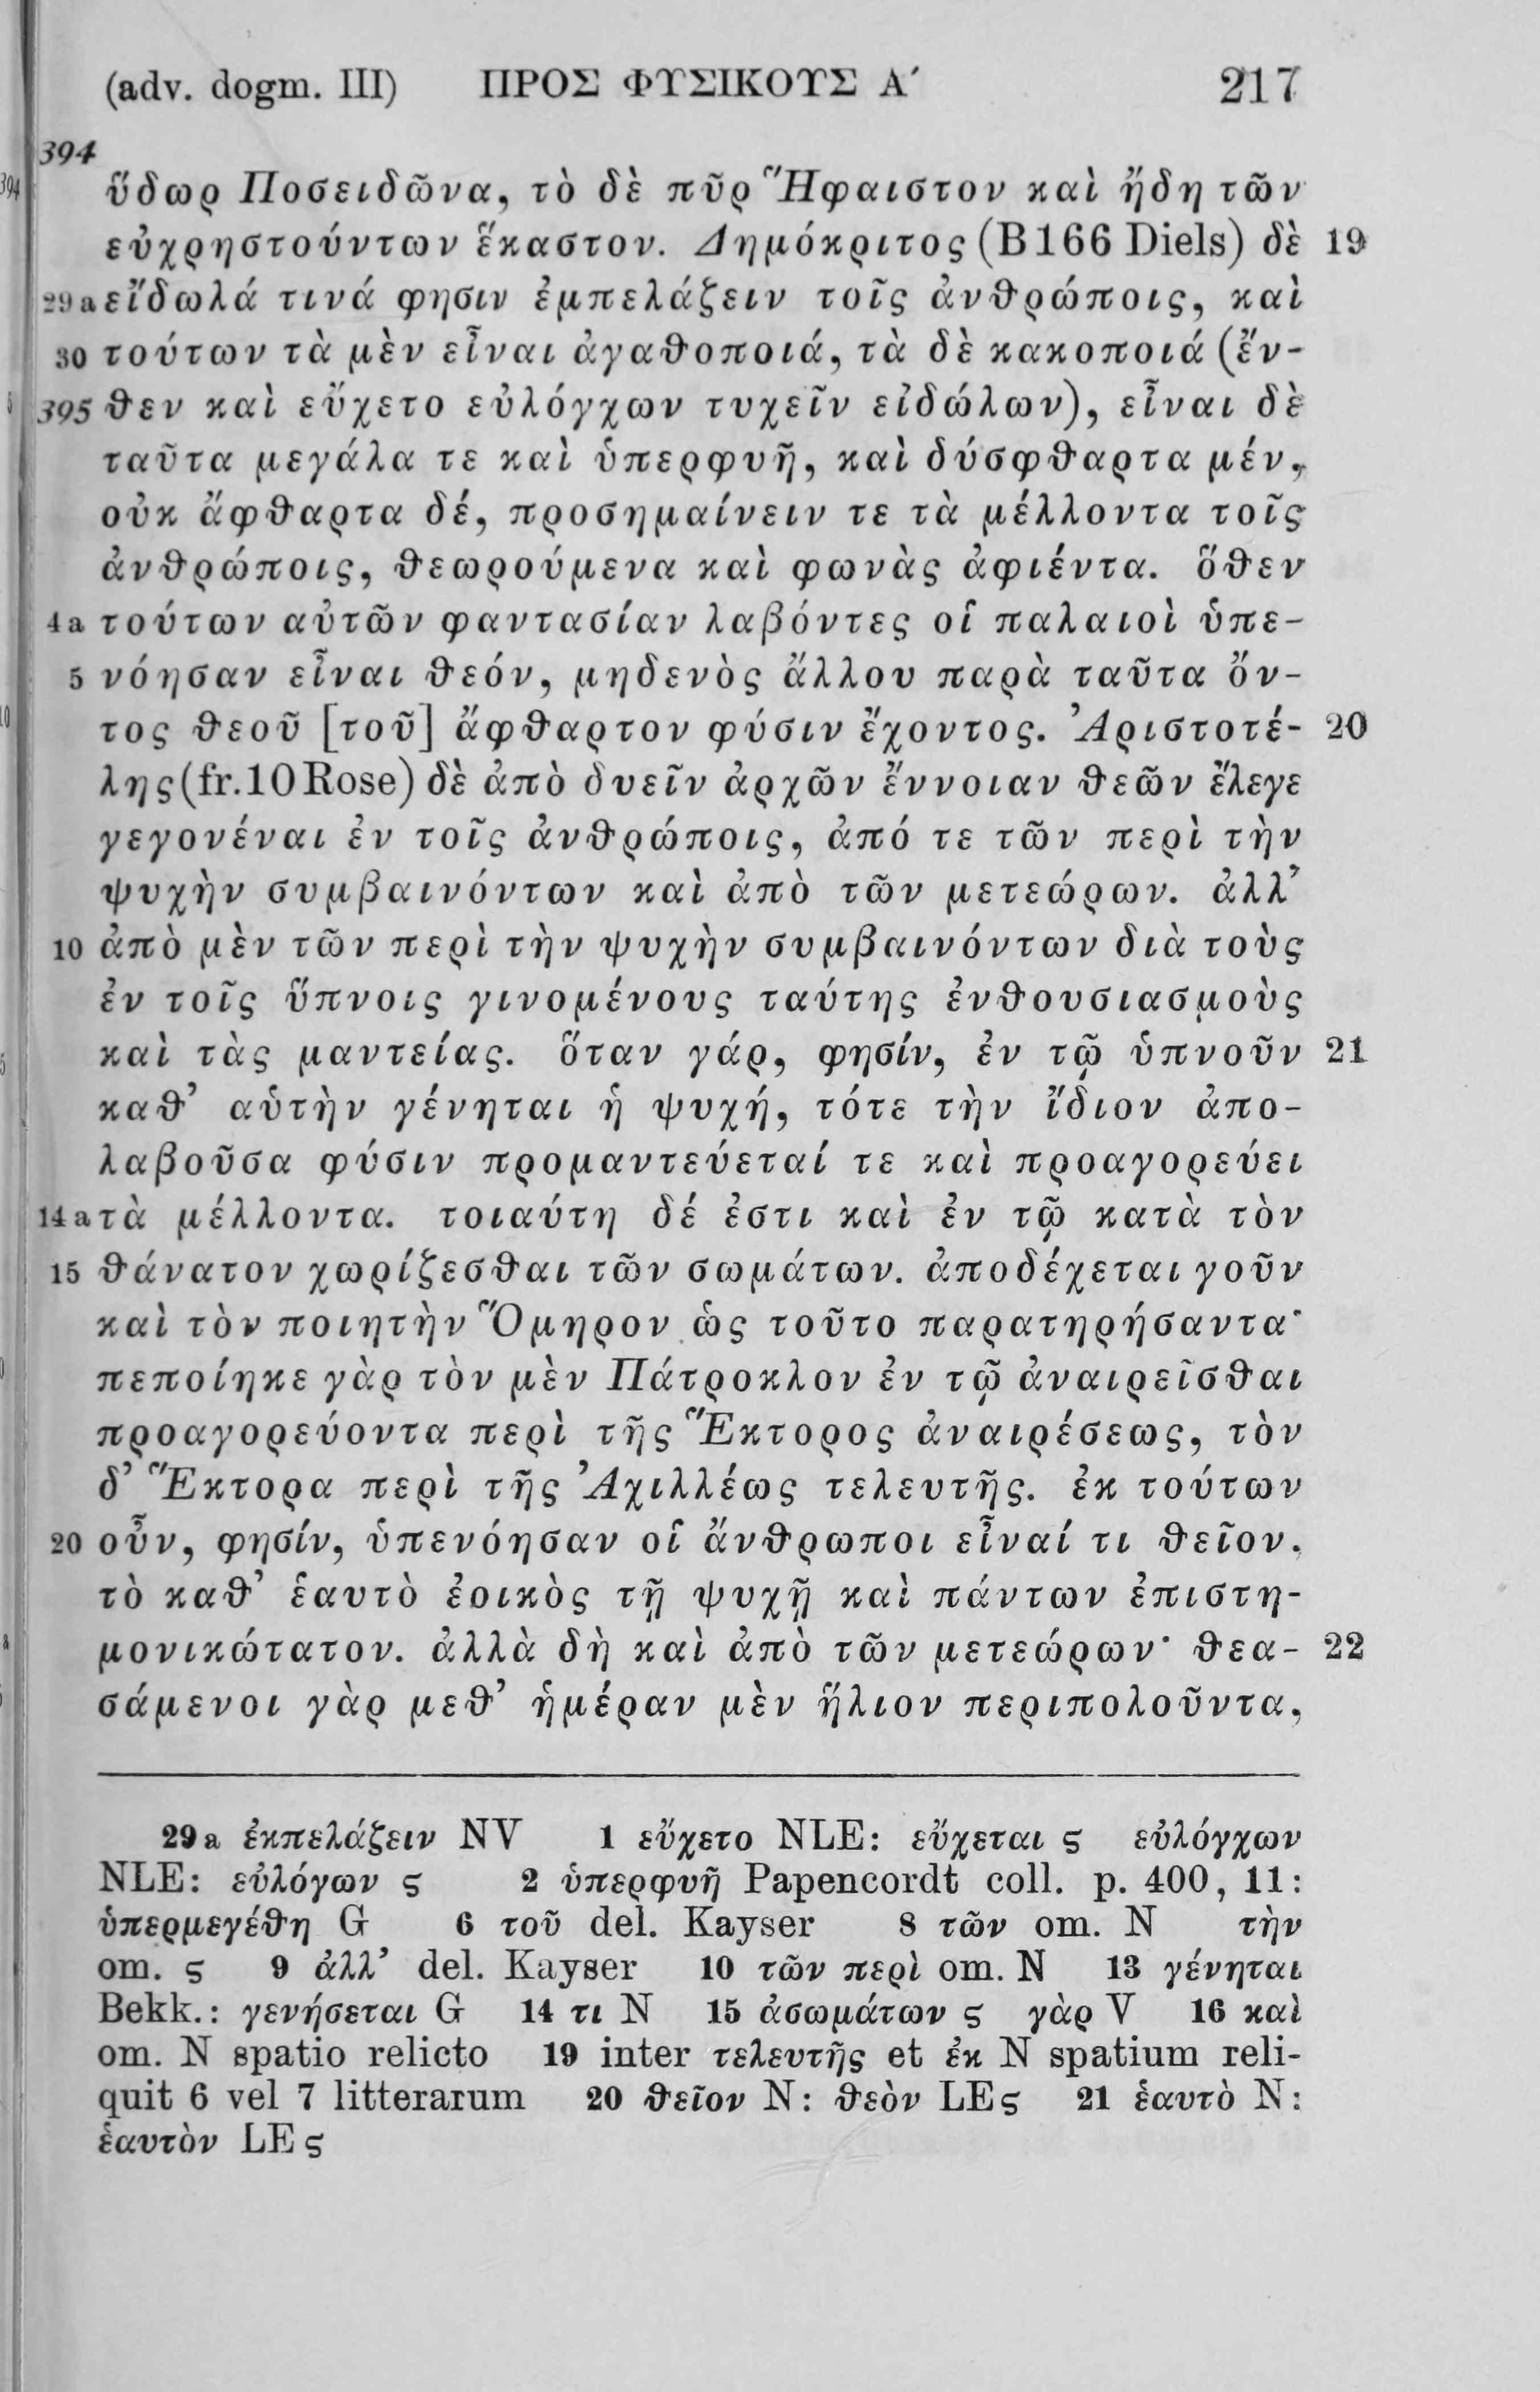 (adv. dogm. III) ΠΡΟΣ ΦΥΣΙΚΟΥΣ Α΄ 217
394
394 ὕδωρ Ποσειδῶνα, τὸ δὲ πῦρ Ἥφαιστον καὶ ἤδη τῶν
εὐχρηστούντων ἕκαστον. Δημόκριτος (B 166 Diels) δὲ 19
29a εἴδωλά τινά φησιν ἐμπελάζειν τοῖς ἀνθρώποις, καὶ
30 τούτων τὰ μὲν εἶναι ἀγαθοποιά, τὰ δὲ κακοποιά (ἔν-
395 θεν καὶ εὔχετο εὐλόγχων τυχεῖν εἰδώλων), εἶναι δὲ
ταῦτα μεγάλα τε καὶ ὑπερφυῆ, καὶ δύσφθαρτα μέν,
οὐκ ἄφθαρτα δέ, προσημαίνειν τε τὰ μέλλοντα τοῖς
ἀνθρώποις, θεωρούμενα καὶ φωνὰς ἀφιέντα. ὅθεν
4a τούτων αὐτῶν φαντασίαν λαβόντες οἱ παλαιοὶ ὑπε-
5 νόησαν εἶναι θεόν, μηδενὸς ἄλλου παρὰ ταῦτα ὄν-
τος θεοῦ [τοῦ] ἄφθαρτον φύσιν ἔχοντος. Ἀριστοτέ- 20
λης (fr. 10 Rose) δὲ ἀπὸ δυεῖν ἀρχῶν ἔννοιαν θεῶν ἔλεγε
γεγονέναι ἐν τοῖς ἀνθρώποις, ἀπό τε τῶν περὶ τὴν
ψυχὴν συμβαινόντων καὶ ἀπὸ τῶν μετεώρων. ἀλλ’
10 ἀπὸ μὲν τῶν περὶ τὴν ψυχὴν συμβαινόντων διὰ τοὺς
ἐν τοῖς ὕπνοις γινομένους ταύτης ἐνθουσιασμοὺς
καὶ τὰς μαντείας. ὅταν γάρ, φησίν, ἐν τῷ ὑπνοῦν 21
καθ’ αὑτὴν γένηται ἡ ψυχή, τότε τὴν ἴδιον ἀπο-
λαβοῦσα φύσιν προμαντεύεταί τε καὶ προαγορεύει
14a τὰ μέλλοντα. τοιαύτη δέ ἐστι καὶ ἐν τῷ κατὰ τὸν
15 θάνατον χωρίζεσθαι τῶν σωμάτων. ἀποδέχεται γοῦν
καὶ τὸν ποιητὴν Ὅμηρον ὡς τοῦτο παρατηρήσαντα·
πεποίηκε γὰρ τὸν μὲν Πάτροκλον ἐν τῷ ἀναιρεῖσθαι
προαγορεύοντα περὶ τῆς Ἕκτορος ἀναιρέσεως, τὸν
δ’ Ἕκτορα περὶ τῆς Ἀχιλλέως τελευτῆς. ἐκ τούτων
20 οὖν, φησίν, ὑπενόησαν οἱ ἄνθρωποι εἶναί τι θεῖον,
τὸ καθ’ ἑαυτὸ ἐοικὸς τῇ ψυχῇ καὶ πάντων ἐπιστη-
μονικώτατον. ἀλλὰ δὴ καὶ ἀπὸ τῶν μετεώρων· θεα- 22
σάμενοι γὰρ μεθ’ ἡμέραν μὲν ἥλιον περιπολοῦντα,
29a ἐκπελάζειν NV 1 εὔχετο NLE: εὔχεται ς εὐλόγχων
NLE: εὐλόγων ς 2 ὑπερφυῆ Papencordt coll. p. 400, 11:
ὑπερμεγέθη G 6 τοῦ del. Kayser 8 τῶν om. N τὴν
om. ς 9 ἀλλ’ del. Kayser 10 τῶν περὶ om. N 13 γένηται
Bekk.: γενήσεται G 14 τι N 15 ἀσωμάτων ς γὰρ V 16 καὶ
om. N spatio relicto 19 inter τελευτῆς et ἐκ N spatium reli-
quit 6 vel 7 litterarum 20 θεῖον N: θεὸν LEς 21 ἑαυτὸ N:
ἑαυτὸν LEς